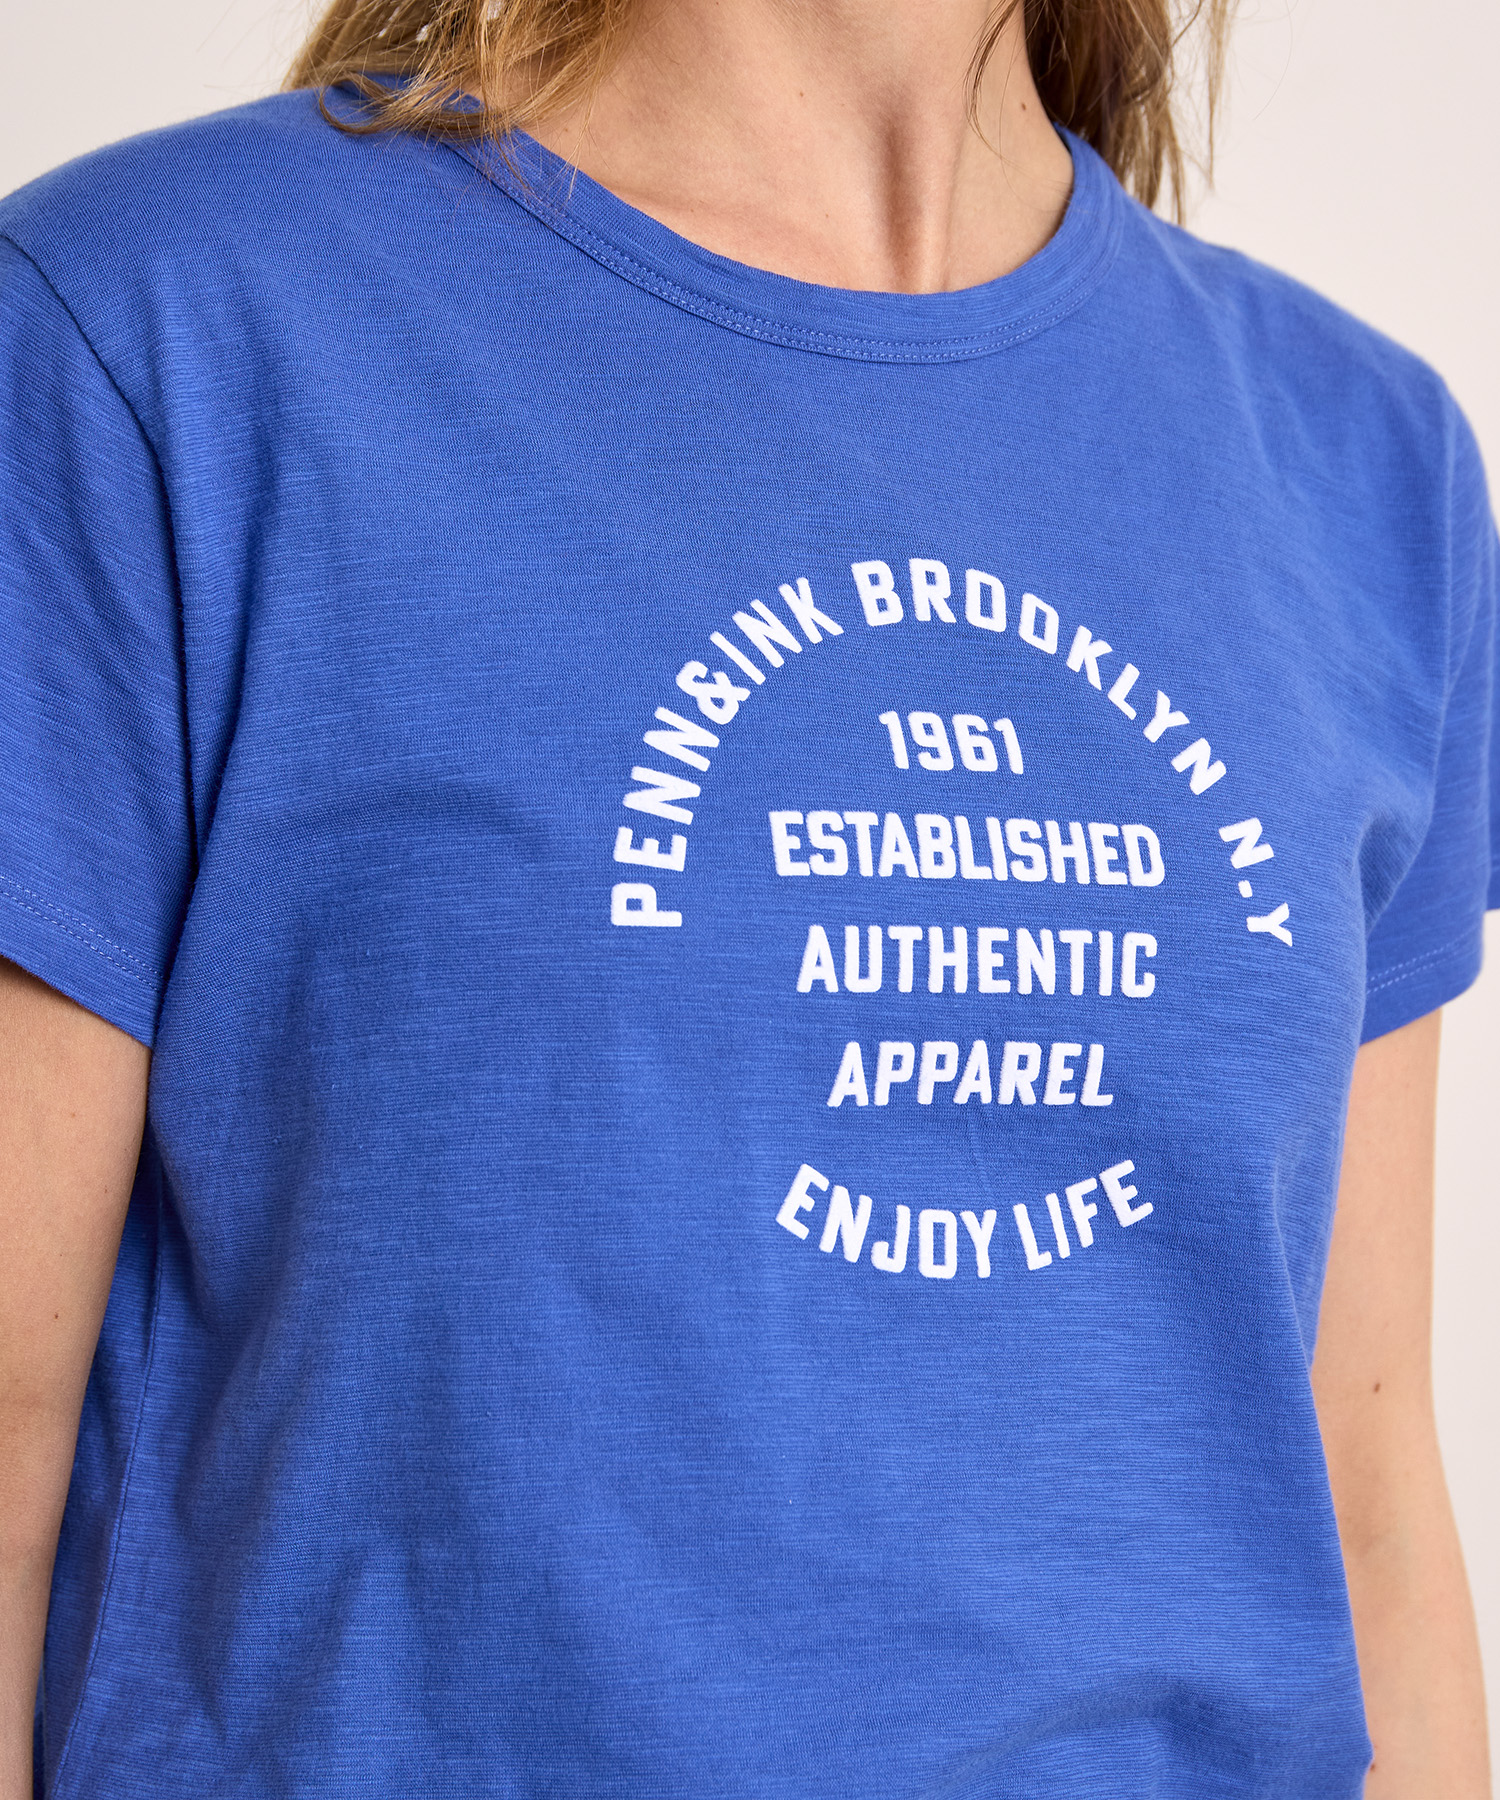 PENN&INK BROOKLYN N.Y
1961
ESTABLISHED
AUTHENTIC
APPAREL
ENJOY LIFE